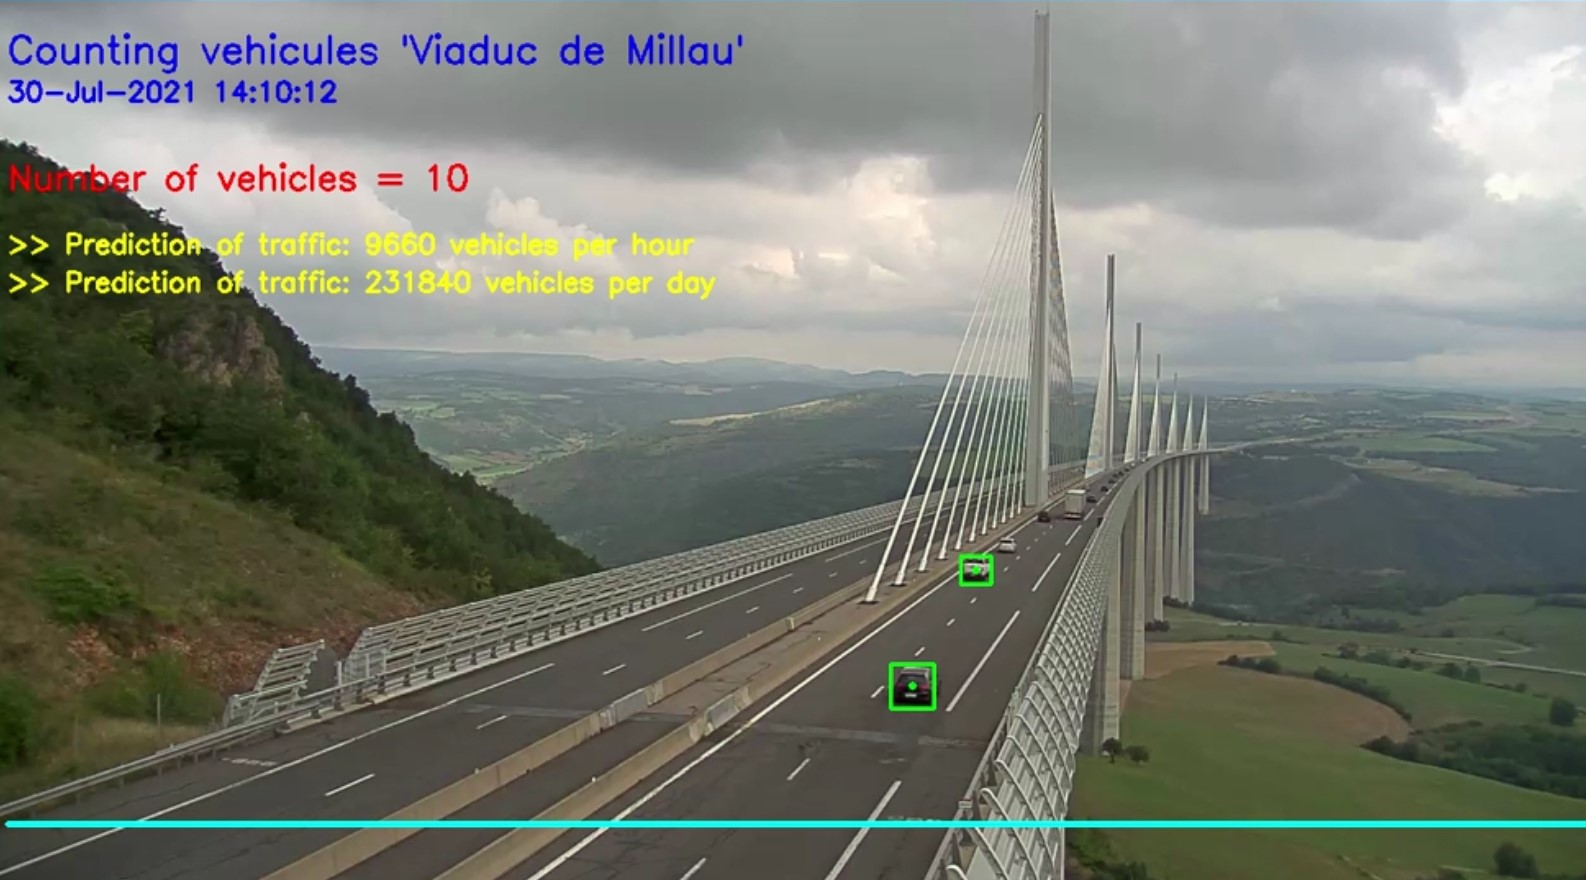 Counting vehicules 'Viaduc de Millau'
30-Jul-2021 14:10:12
Number of vehicles = 10
>> Prediction of traffic: 9660 vehicles per hour
>> Prediction of traffic: 231840 vehicles per day